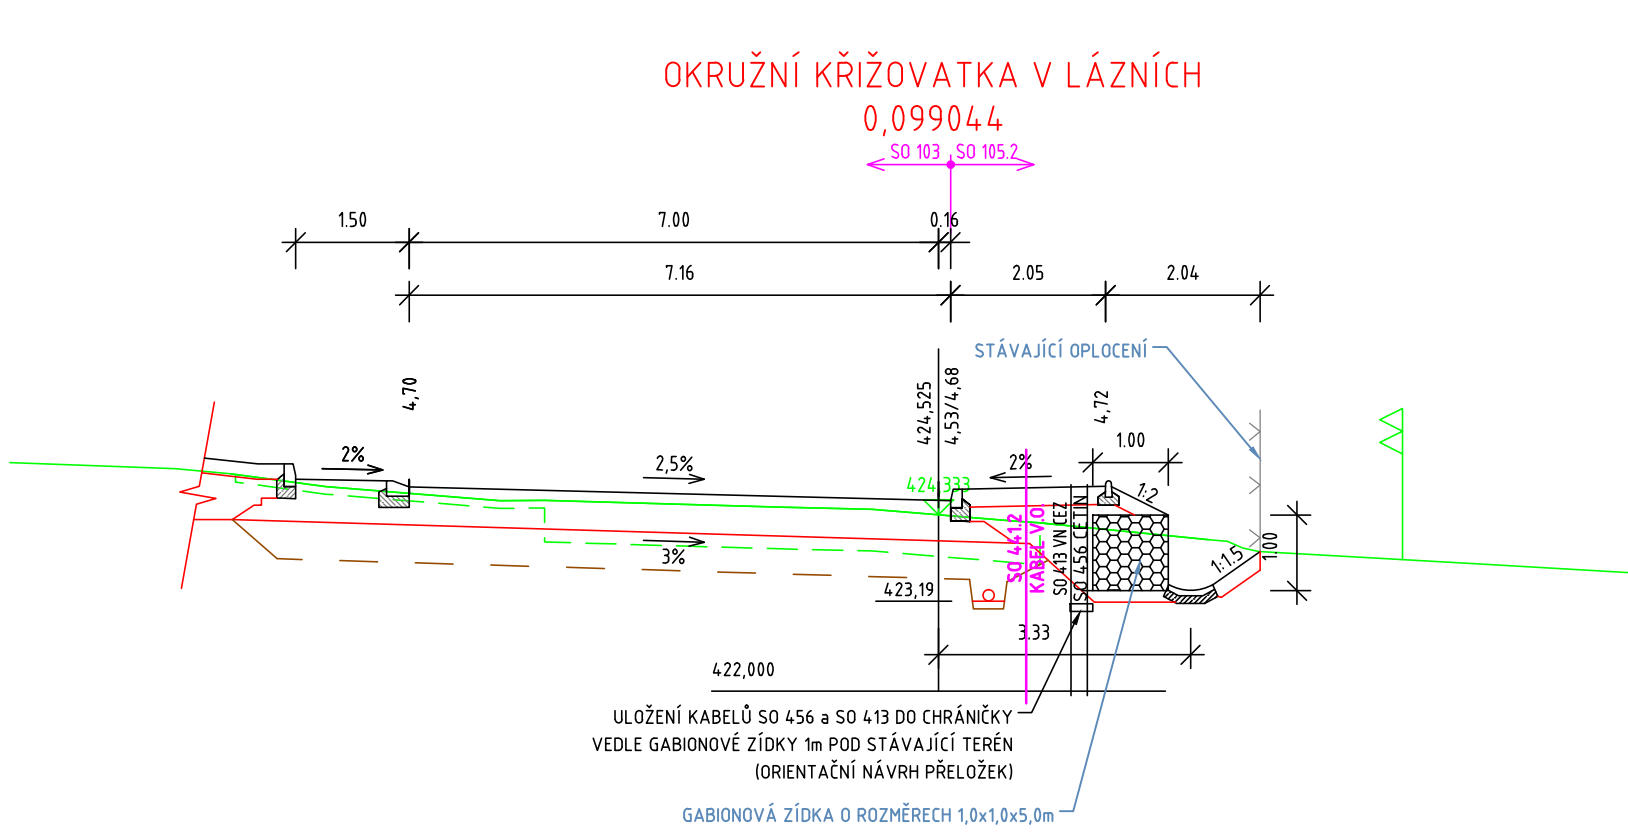 OKRUŽNÍ KŘIŽOVATKA V LÁZNÍCH
0,099044
SO 103 SO 105.2
1.50 7.00 0.16
7.16 2.05 2.04
STÁVAJÍCÍ OPLOCENÍ
4,70
424,525
4,53/4,68
4,72
1.00
2%
2,5%
2%
424,333
1:2
3%
SO 441.2
KABEL V.O.
SO 413 VN CEZ
SO 456 CETIN
1:1.5
1.00
423,19
3.33
422,000
ULOŽENÍ KABELŮ SO 456 a SO 413 DO CHRÁNIČKY
VEDLE GABIONOVÉ ZÍDKY 1m POD STÁVAJÍCÍ TERÉN
(ORIENTAČNÍ NÁVRH PŘELOŽEK)
GABIONOVÁ ZÍDKA O ROZMĚRECH 1,0x1,0x5,0m